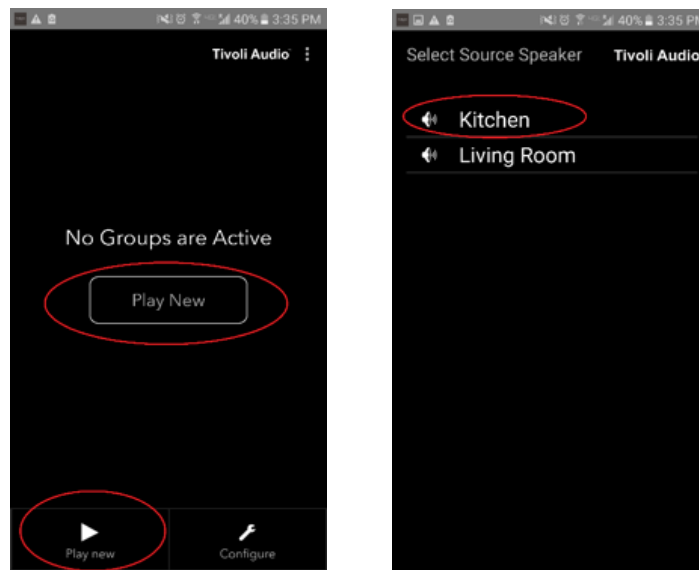 40% 3:35 PM
Tivoli Audio
No Groups are Active
Play New
Play new
Configure
40% 3:35 PM
Select Source Speaker Tivoli Audio
Kitchen
Living Room